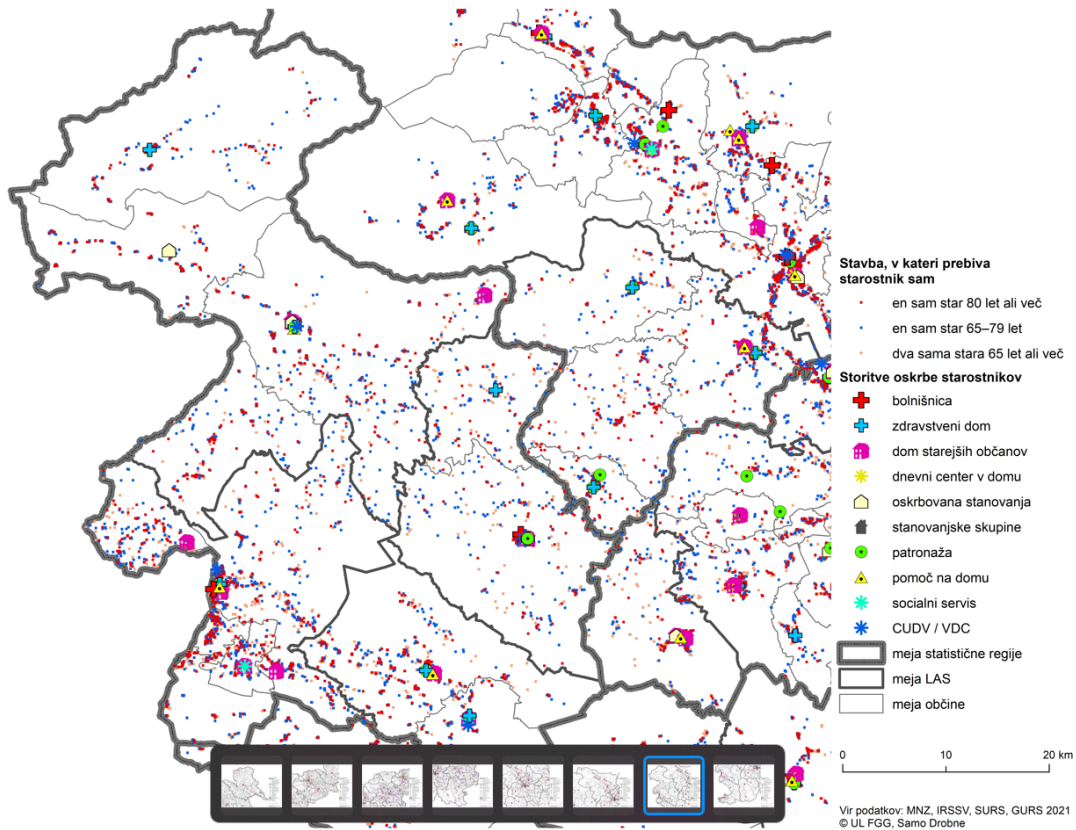 Stavba, v kateri prebiva
starostnik sam
en sam star 80 let ali več
en sam star 65–79 let
dva sama stara 65 let ali več
Storitve oskrbe starostnikov
bolnišnica
zdravstveni dom
dom starejših občanov
dnevni center v domu
oskrbovana stanovanja
stanovanjske skupine
patronaža
pomoč na domu
socialni servis
CUDV / VDC
meja statistične regije
meja LAS
meja občine
0 10 20 km
Vir podatkov: MNZ, IRSSV, SURS, GURS 2021
© UL FGG, Samo Drobne